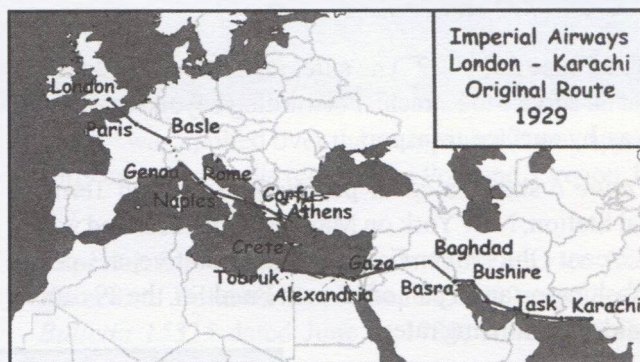 Imperial Airways
London - Karachi
Original Route
1929
London
Paris
Basle
Genoa
Rome
Naples
Corfu
Athens
Crete
Tobruk
Alexandria
Gaza
Baghdad
Basra
Bushire
Jask
Karachi